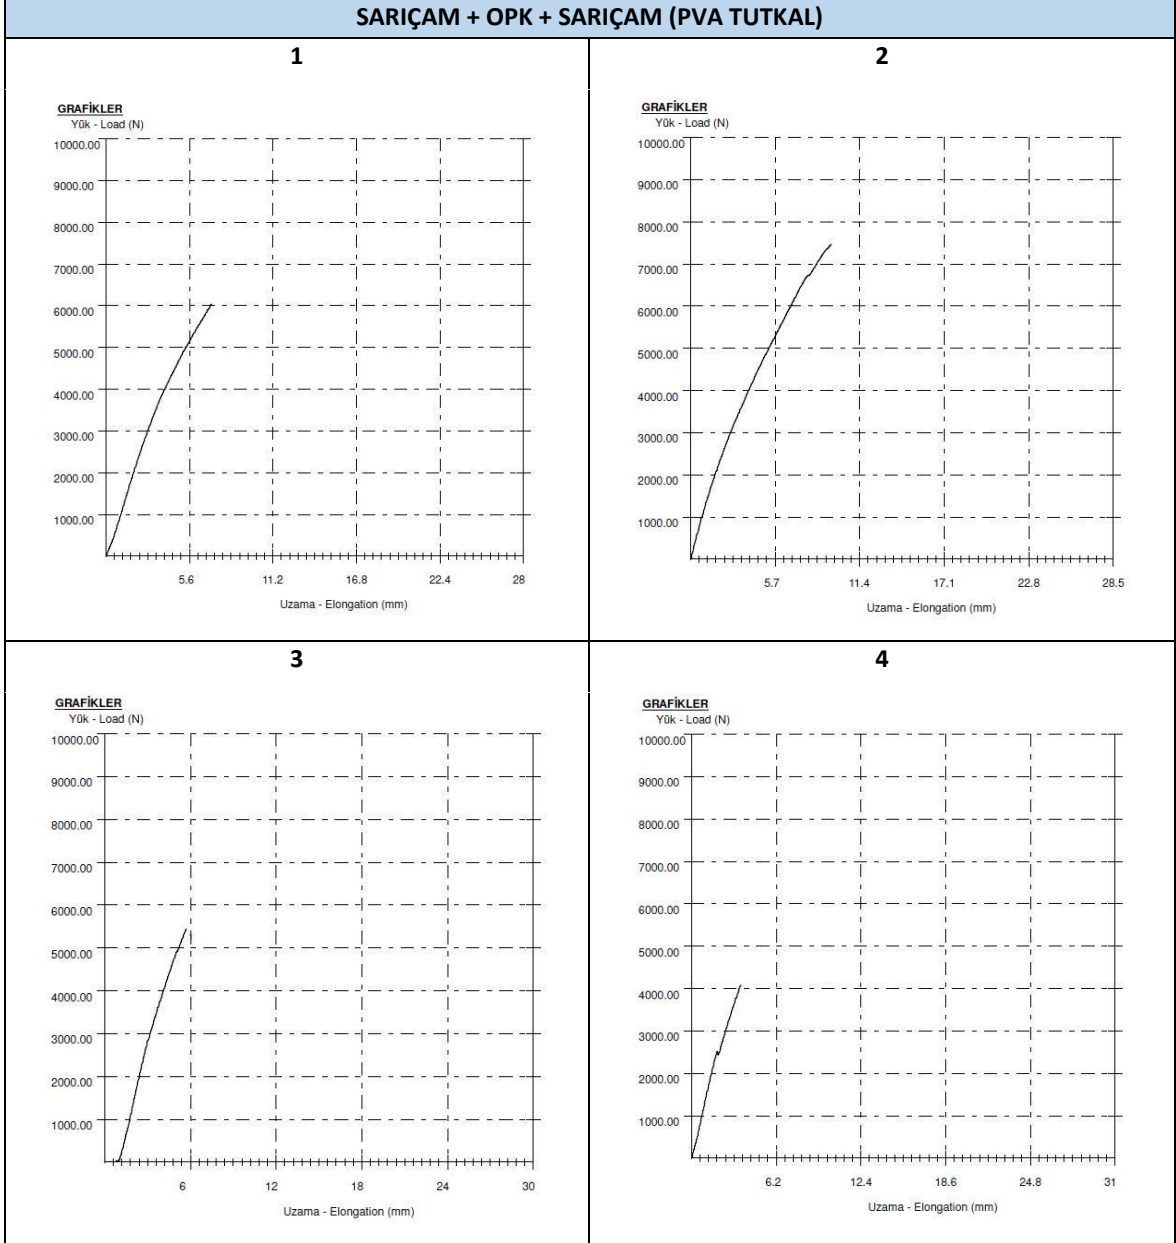 SARIÇAM + OPK + SARIÇAM (PVA TUTKAL)
1
GRAFİKLER
Yük - Load (N)
10000.00
9000.00
8000.00
7000.00
6000.00
5000.00
4000.00
3000.00
2000.00
1000.00
5.6 11.2 16.8 22.4 28
Uzama - Elongation (mm)
2
GRAFİKLER
Yük - Load (N)
10000.00
9000.00
8000.00
7000.00
6000.00
5000.00
4000.00
3000.00
2000.00
1000.00
5.7 11.4 17.1 22.8 28.5
Uzama - Elongation (mm)
3
GRAFİKLER
Yük - Load (N)
10000.00
9000.00
8000.00
7000.00
6000.00
5000.00
4000.00
3000.00
2000.00
1000.00
6 12 18 24 30
Uzama - Elongation (mm)
4
GRAFİKLER
Yük - Load (N)
10000.00
9000.00
8000.00
7000.00
6000.00
5000.00
4000.00
3000.00
2000.00
1000.00
6.2 12.4 18.6 24.8 31
Uzama - Elongation (mm)